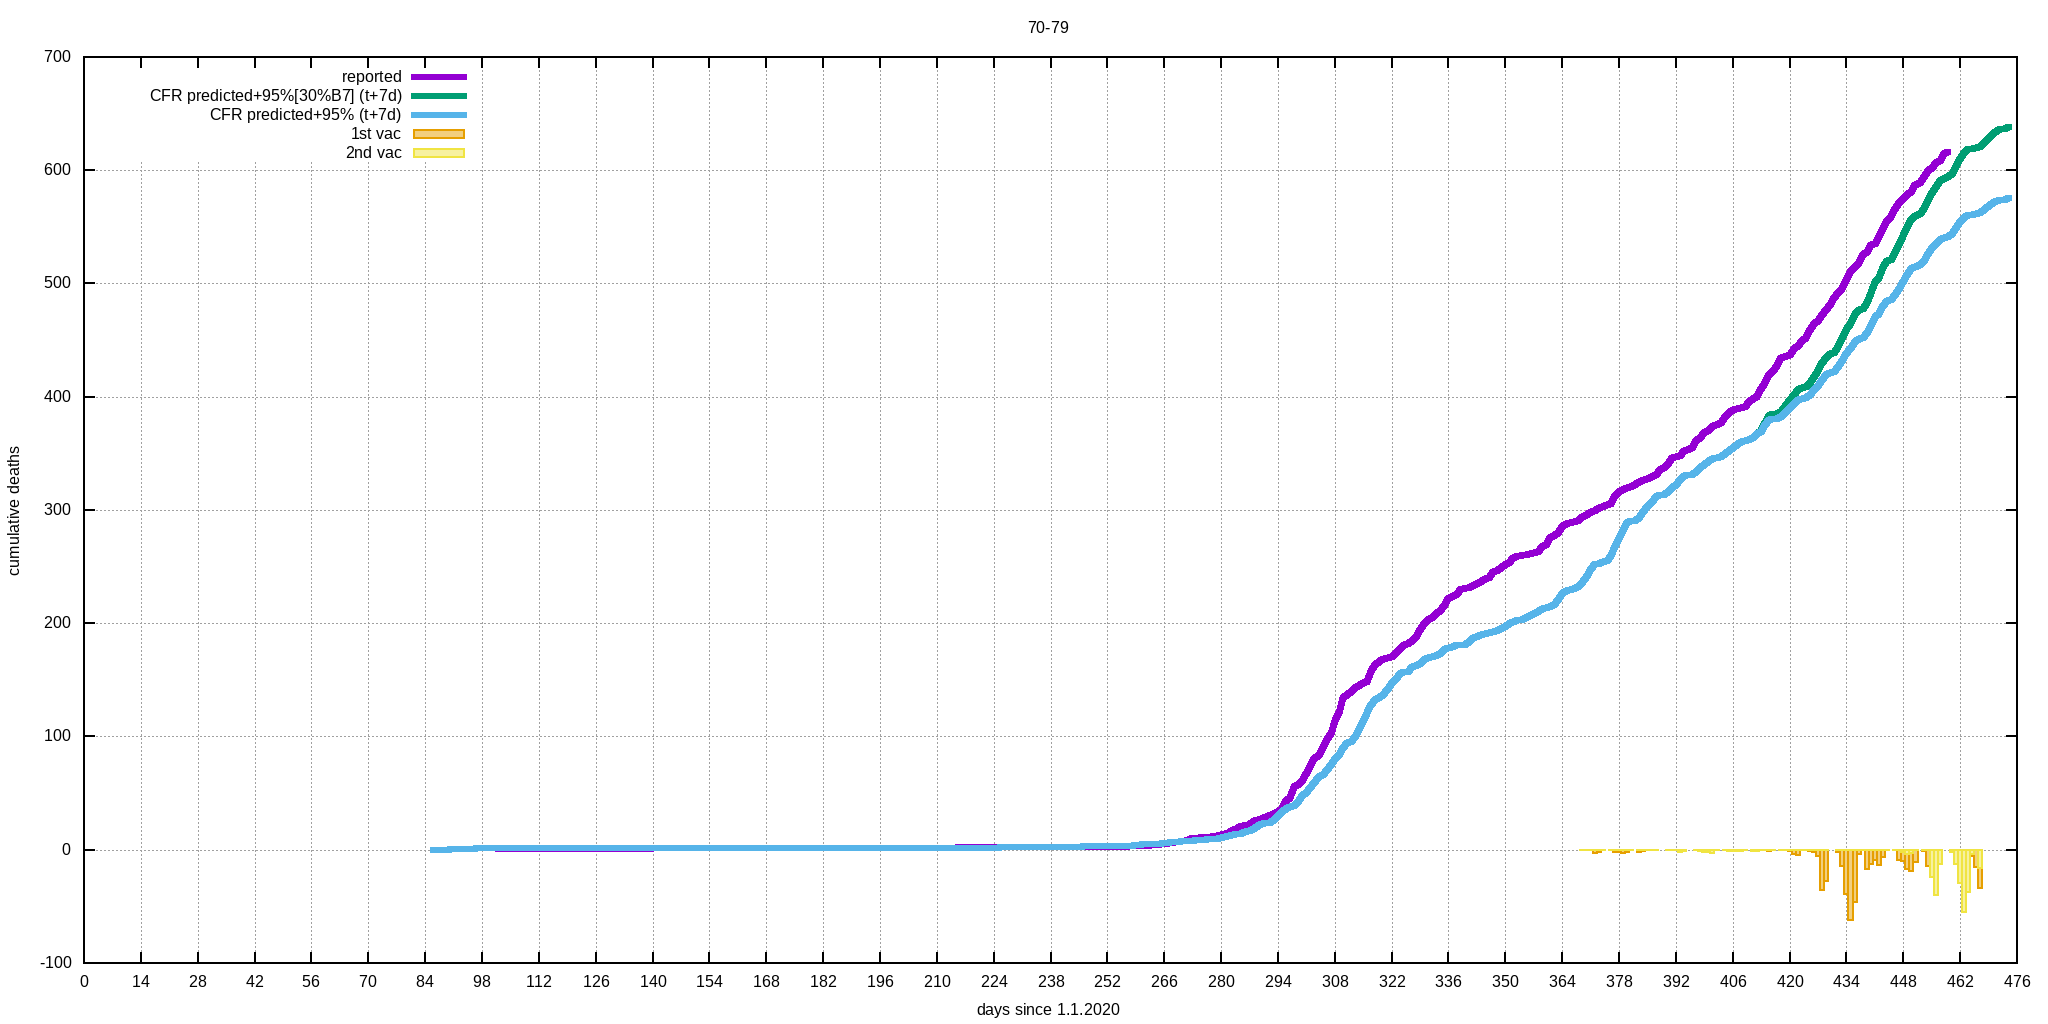 70-79
700
600
500
400
300
200
100
0
-100
cumulative deaths
reported
CFR predicted+95%[30%B7] (t+7d)
CFR predicted+95% (t+7d)
1st vac
2nd vac
0 14 28 42 56 70 84 98 112 126 140 154 168 182 196 210 224 238 252 266 280 294 308 322 336 350 364 378 392 406 420 434 448 462 476
days since 1.1.2020